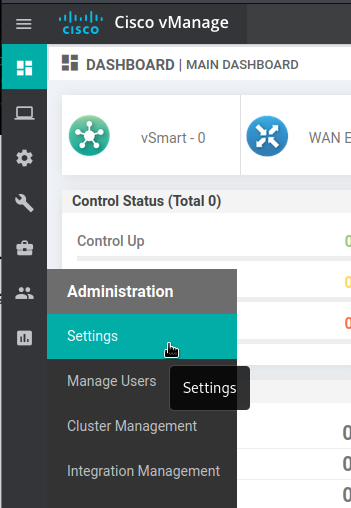 CISCO
Cisco vManage
DASHBOARD | MAIN DASHBOARD
vSmart - 0
WAN E
Control Status (Total 0)
Control Up
0
0
0
Administration
Settings
Manage Users
Settings
Cluster Management
Integration Management
0
0
0